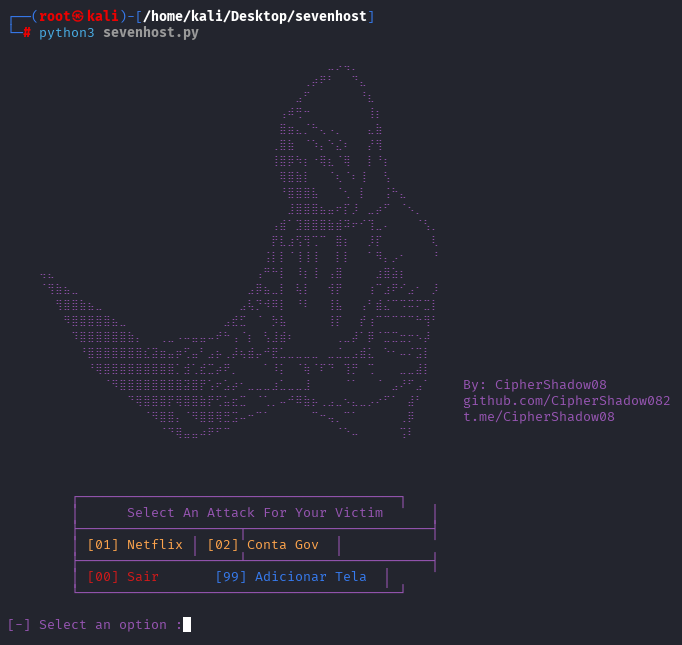 ┌──(root㉿kali)-[/home/kali/Desktop/sevenhost]
└─# python3 sevenhost.py
By: CipherShadow08
github.com/CipherShadow082
t.me/CipherShadow08
Select An Attack For Your Victim
[01] Netflix | [02] Conta Gov |
[00] Sair [99] Adicionar Tela |
[-] Select an option :